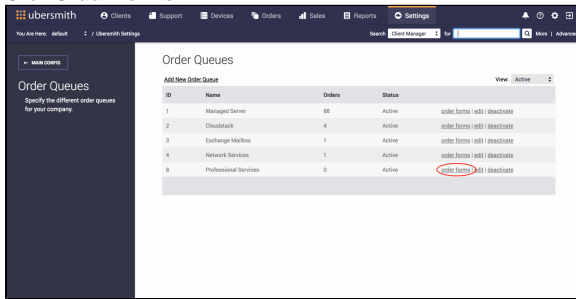 ubersmith Clients Support Devices Orders Sales Reports Settings
You Are Here: default / Ubersmith Settings Search Client Manager for More | Advance
← MAIN CONFIG
Order Queues
Specify the different order queues
for your company.
Order Queues
Add New Order Queue View: Active
ID Name Orders Status
1 Managed Server 88 Active order forms | edit | deactivate
2 Cloudstack 4 Active order forms | edit | deactivate
3 Exchange Mailbox 1 Active order forms | edit | deactivate
4 Network Services 1 Active order forms | edit | deactivate
8 Professional Services 0 Active order forms | edit | deactivate